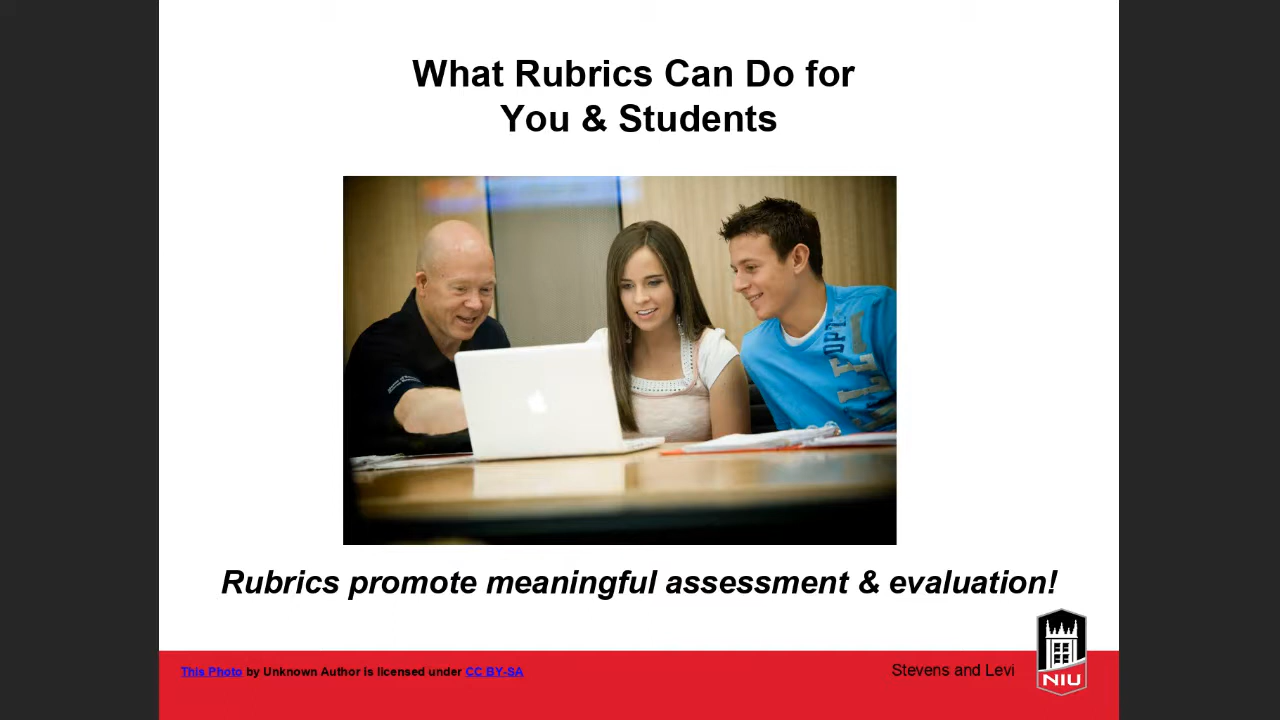 What Rubrics Can Do for
You & Students
OPT
Rubrics promote meaningful assessment & evaluation!
This Photo by Unknown Author is licensed under CC BY-SA
Stevens and Levi
NIU